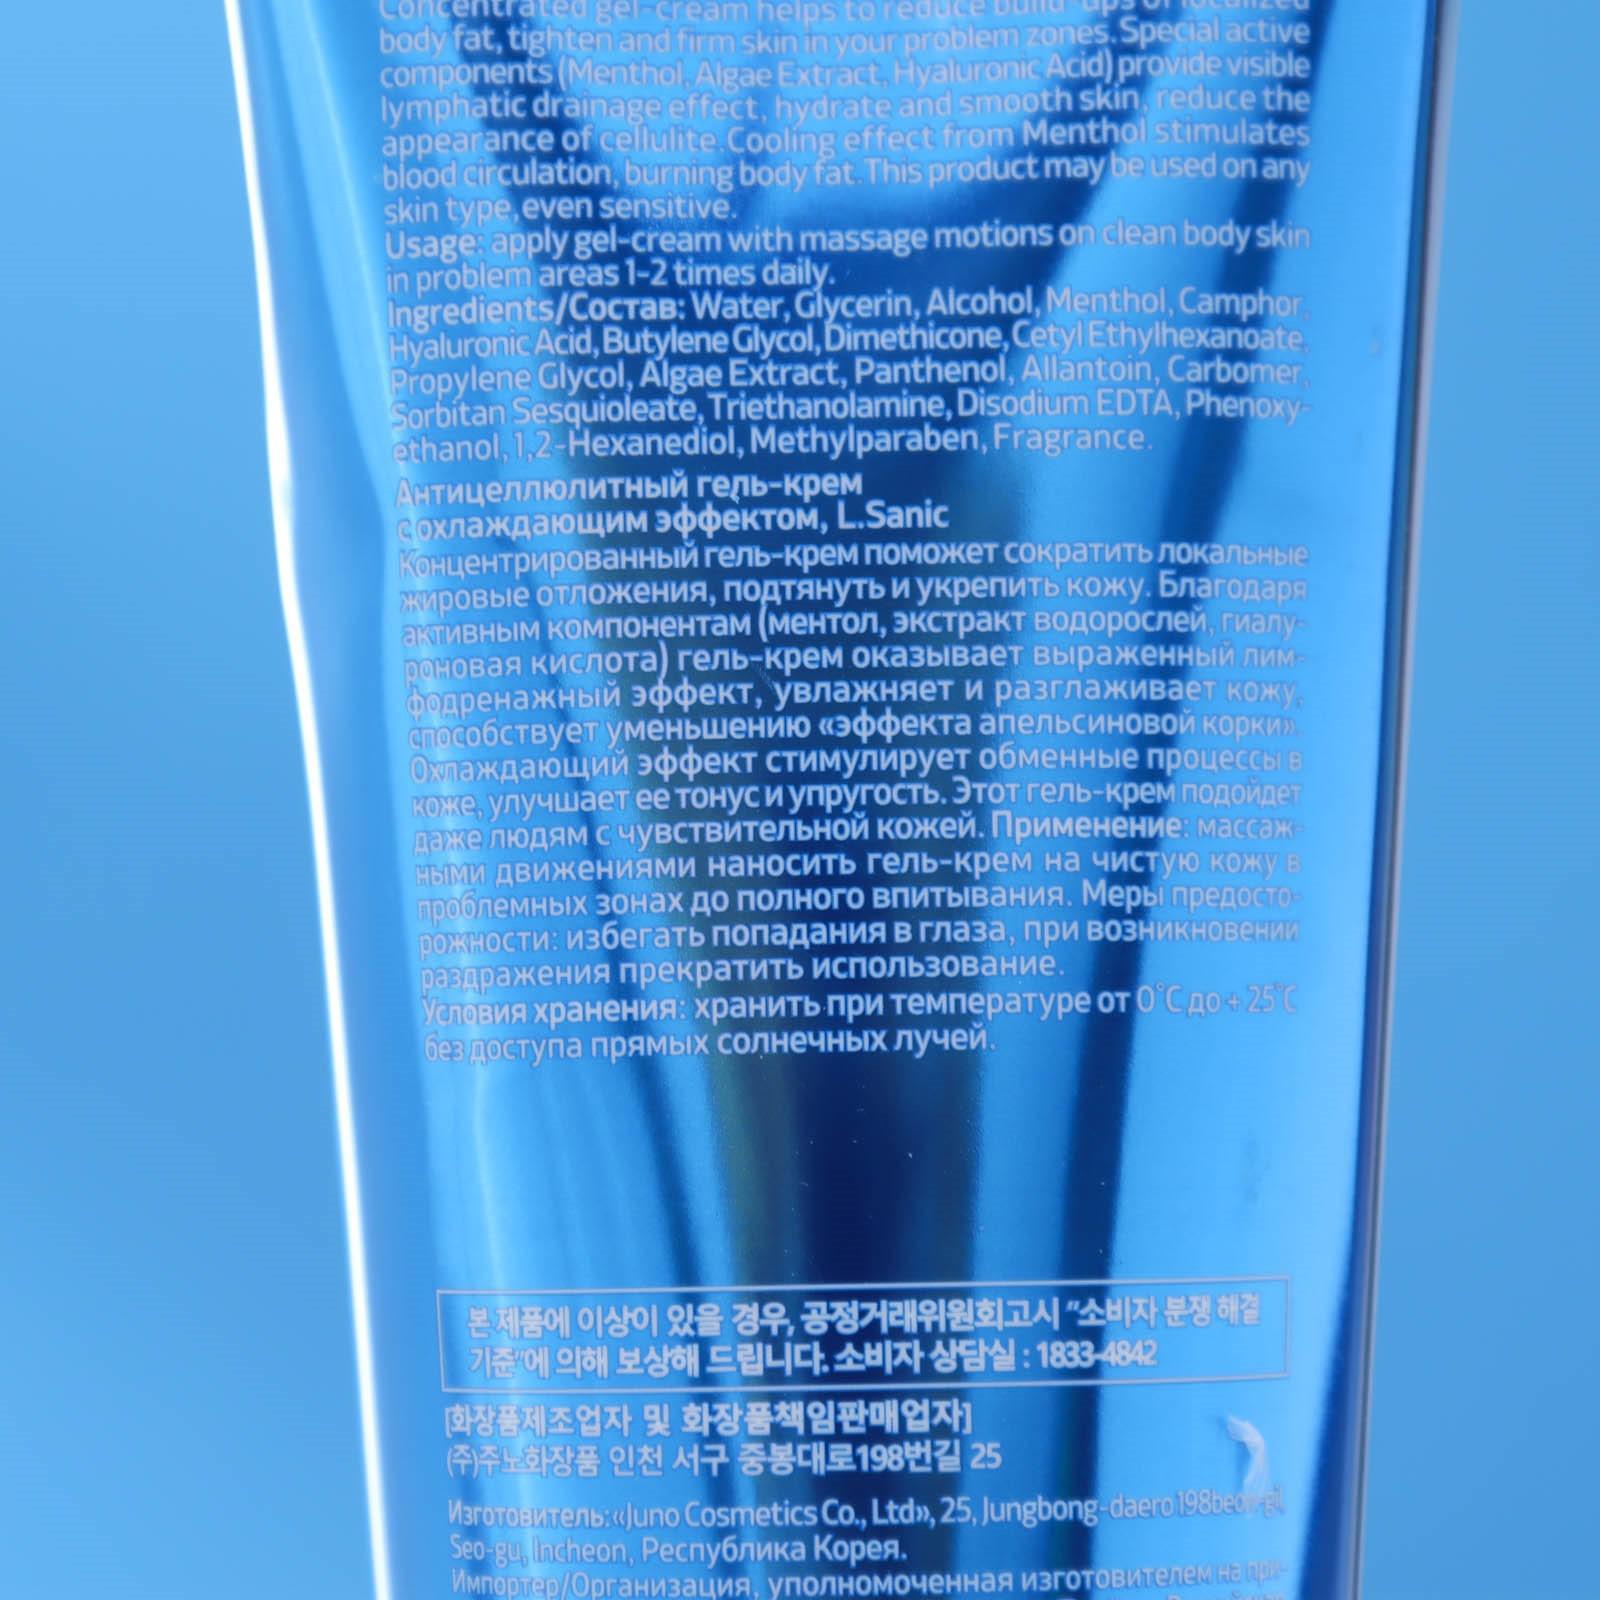 Concentrated gel-cream helps to reduce build-ups of localized
body fat, tighten and firm skin in your problem zones. Special active
components (Menthol, Algae Extract, Hyaluronic Acid) provide visible
lymphatic drainage effect, hydrate and smooth skin, reduce the
appearance of cellulite. Cooling effect from Menthol stimulates
blood circulation, burning body fat. This product may be used on any
skin type, even sensitive.
Usage: apply gel-cream with massage motions on clean body skin
in problem areas 1-2 times daily.
Ingredients/Состав: Water, Glycerin, Alcohol, Menthol, Camphor,
Hyaluronic Acid, Butylene Glycol, Dimethicone, Cetyl Ethylhexanoate,
Propylene Glycol, Algae Extract, Panthenol, Allantoin, Carbomer,
Sorbitan Sesquioleate, Triethanolamine, Disodium EDTA, Phenoxy-
ethanol, 1,2-Hexanediol, Methylparaben, Fragrance.
Антицеллюлитный гель-крем
с охлаждающим эффектом, L.Sanic
Концентрированный гель-крем поможет сократить локальные
жировые отложения, подтянуть и укрепить кожу. Благодаря
активным компонентам (ментол, экстракт водорослей, гиалу-
роновая кислота) гель-крем оказывает выраженный лим-
фодренажный эффект, увлажняет и разглаживает кожу,
способствует уменьшению «эффекта апельсиновой корки».
Охлаждающий эффект стимулирует обменные процессы в
коже, улучшает ее тонус и упругость. Этот гель-крем подойдет
даже людям с чувствительной кожей. Применение: массаж-
ными движениями наносить гель-крем на чистую кожу в
проблемных зонах до полного впитывания. Меры предосто-
рожности: избегать попадания в глаза, при возникновении
раздражения прекратить использование.
Условия хранения: хранить при температуре от 0°C до + 25°C
без доступа прямых солнечных лучей.
본 제품에 이상이 있을 경우, 공정거래위원회고시 "소비자 분쟁 해결
기준"에 의해 보상해 드립니다. 소비자 상담실 : 1833-4842
[화장품제조업자 및 화장품책임판매업자]
(주)주노화장품 인천 서구 중봉대로198번길 25
Изготовитель: «Juno Cosmetics Co., Ltd», 25, Jungbong-daero 198beon-gil,
Seo-gu, Incheon, Республика Корея.
Импортер/Организация, уполномоченная изготовителем на при-